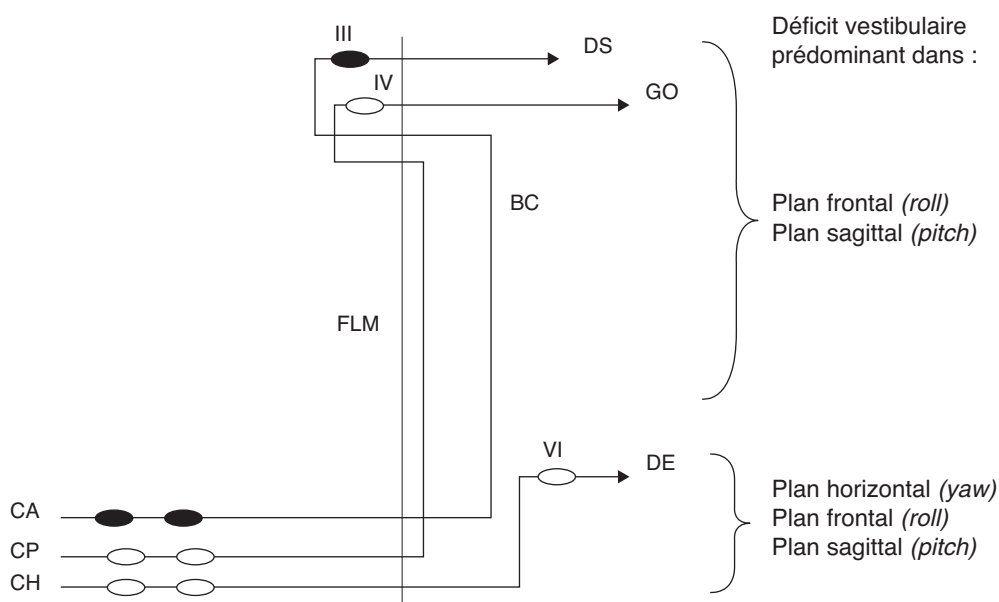 Déficit vestibulaire
prédominant dans :
III
DS
IV
GO
BC
Plan frontal (roll)
Plan sagittal (pitch)
FLM
VI
DE
CA
CP
CH
Plan horizontal (yaw)
Plan frontal (roll)
Plan sagittal (pitch)